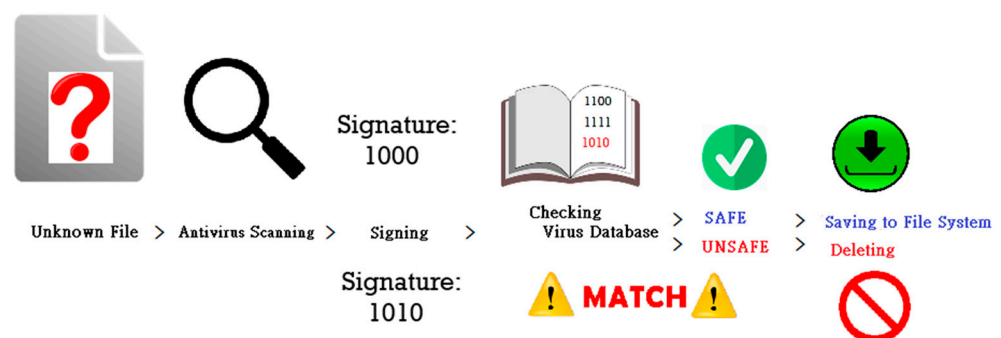 ?
Signature:
1000
1100
1111
1010
Unknown File > Antivirus Scanning > Signing >
Checking
Virus Database
> SAFE > Saving to File System
> UNSAFE > Deleting
Signature:
1010
! MATCH !